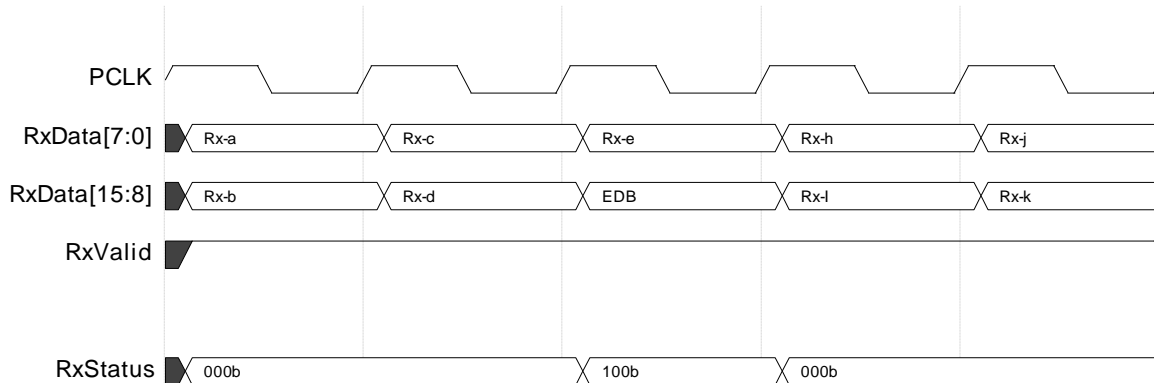 PCLK
RxData[7:0] Rx-a Rx-c Rx-e Rx-h Rx-j
RxData[15:8] Rx-b Rx-d EDB Rx-I Rx-k
RxValid
RxStatus 000b 100b 000b